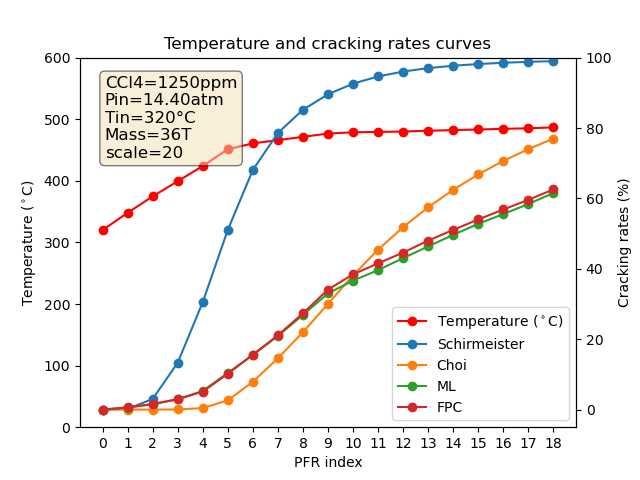 Temperature and cracking rates curves
CCl4=1250ppm
Pin=14.40atm
Tin=320°C
Mass=36T
scale=20
Temperature (°C)
600
500
400
300
200
100
0
Cracking rates (%)
100
80
60
40
20
0
Temperature (°C)
Schirmeister
Choi
ML
FPC
0 1 2 3 4 5 6 7 8 9 10 11 12 13 14 15 16 17 18
PFR index